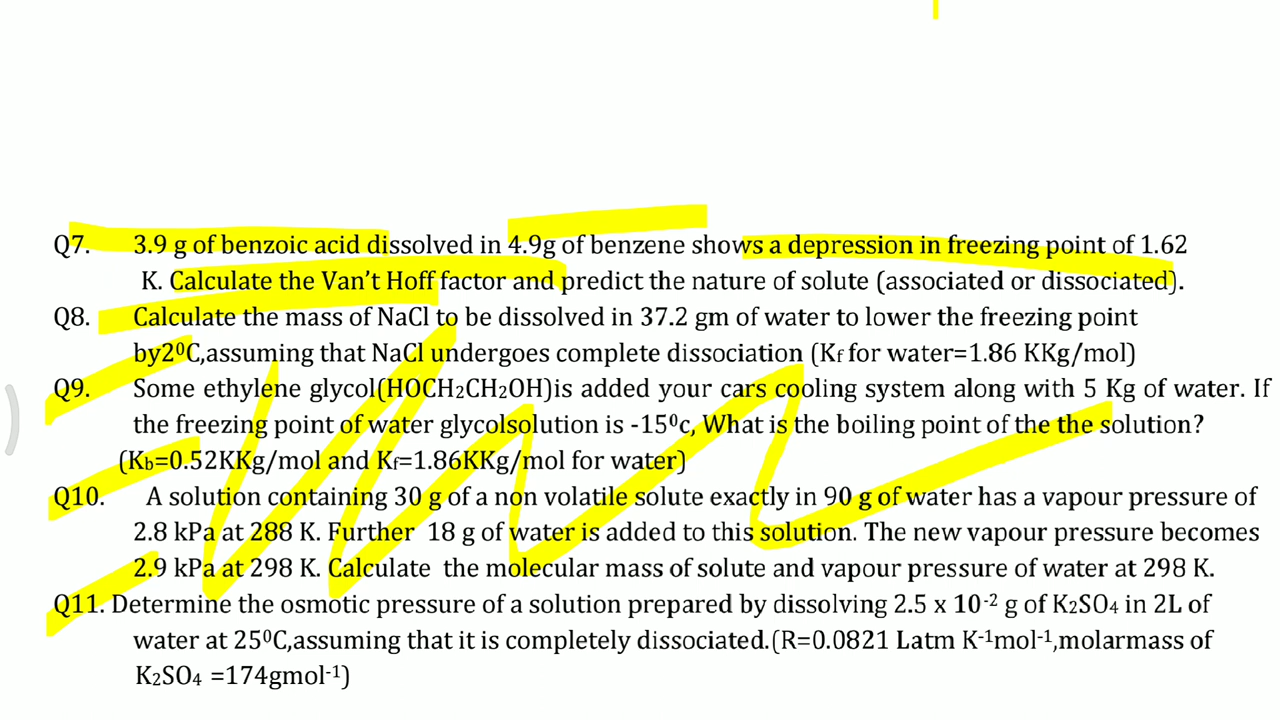 Q7. 3.9 g of benzoic acid dissolved in 4.9g of benzene shows a depression in freezing point of 1.62
K. Calculate the Van't Hoff factor and predict the nature of solute (associated or dissociated).
Q8. Calculate the mass of NaCl to be dissolved in 37.2 gm of water to lower the freezing point
by2⁰C,assuming that NaCl undergoes complete dissociation (Kf for water=1.86 KKg/mol)
Q9. Some ethylene glycol(HOCH₂CH₂OH)is added your cars cooling system along with 5 Kg of water. If
the freezing point of water glycolsolution is -15⁰c, What is the boiling point of the the solution?
(Kb=0.52KKg/mol and Kf=1.86KKg/mol for water)
Q10. A solution containing 30 g of a non volatile solute exactly in 90 g of water has a vapour pressure of
2.8 kPa at 288 K. Further 18 g of water is added to this solution. The new vapour pressure becomes
2.9 kPa at 298 K. Calculate the molecular mass of solute and vapour pressure of water at 298 K.
Q11. Determine the osmotic pressure of a solution prepared by dissolving 2.5 x 10⁻² g of K₂SO₄ in 2L of
water at 25⁰C,assuming that it is completely dissociated.(R=0.0821 Latm K⁻¹mol⁻¹,molarmass of
K₂SO₄ =174gmol⁻¹)